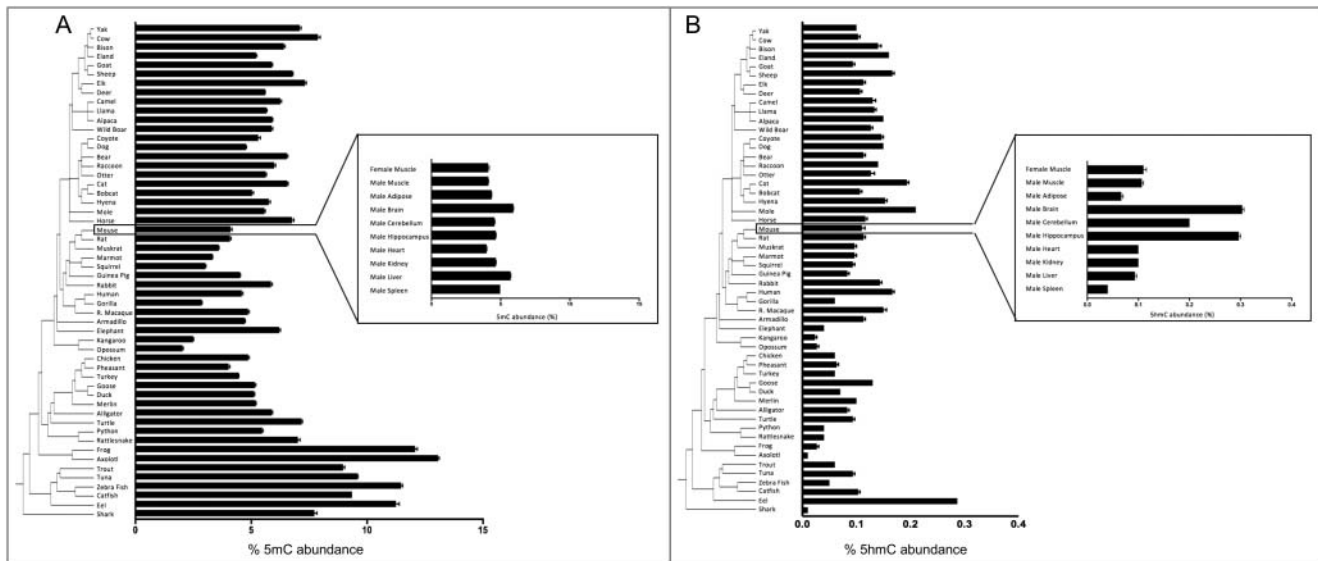 A
Yak
Cow
Bison
Eland
Goat
Sheep
Elk
Deer
Camel
Llama
Alpaca
Wild Boar
Coyote
Dog
Bear
Raccoon
Otter
Cat
Bobcat
Hyena
Mole
Horse
Mouse
Rat
Muskrat
Marmot
Squirrel
Guinea Pig
Rabbit
Human
Gorilla
R. Macaque
Armadillo
Elephant
Kangaroo
Opossum
Chicken
Pheasant
Turkey
Goose
Duck
Merlin
Alligator
Turtle
Python
Rattlesnake
Frog
Axolotl
Trout
Tuna
Zebra Fish
Catfish
Eel
Shark
0 5 10 15
% 5mC abundance
Female Muscle
Male Muscle
Male Adipose
Male Brain
Male Cerebellum
Male Hippocampus
Male Heart
Male Kidney
Male Liver
Male Spleen
0 5 10 15
5mC abundance (%)
B
Yak
Cow
Bison
Eland
Goat
Sheep
Elk
Deer
Camel
Llama
Alpaca
Wild Boar
Coyote
Dog
Bear
Raccoon
Otter
Cat
Bobcat
Hyena
Mole
Horse
Mouse
Rat
Muskrat
Marmot
Squirrel
Guinea Pig
Rabbit
Human
Gorilla
R. Macaque
Armadillo
Elephant
Kangaroo
Opossum
Chicken
Pheasant
Turkey
Goose
Duck
Merlin
Alligator
Turtle
Python
Rattlesnake
Frog
Axolotl
Trout
Tuna
Zebra Fish
Catfish
Eel
Shark
0.0 0.1 0.2 0.3 0.4
% 5hmC abundance
Female Muscle
Male Muscle
Male Adipose
Male Brain
Male Cerebellum
Male Hippocampus
Male Heart
Male Kidney
Male Liver
Male Spleen
0.0 0.1 0.2 0.3 0.4
5hmC abundance (%)